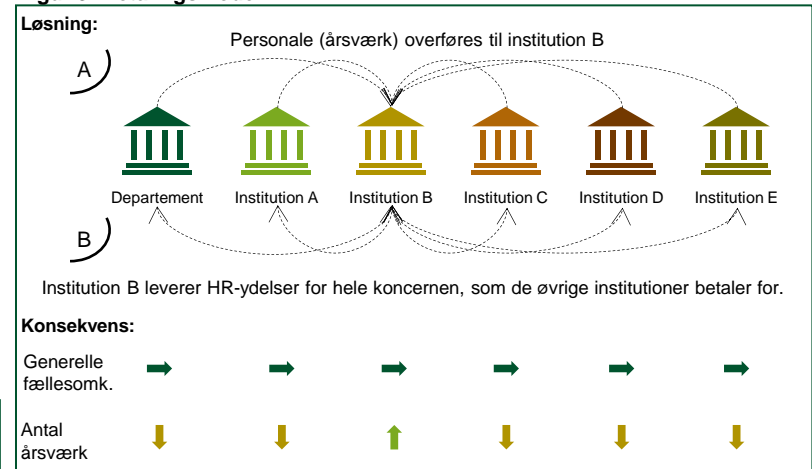 Løsning:
Personale (årsværk) overføres til institution B
A
Departement Institution A Institution B Institution C Institution D Institution E
B
Institution B leverer HR-ydelser for hele koncernen, som de øvrige institutioner betaler for.
Konsekvens:
Generelle
fællesomk.
Antal
årsværk